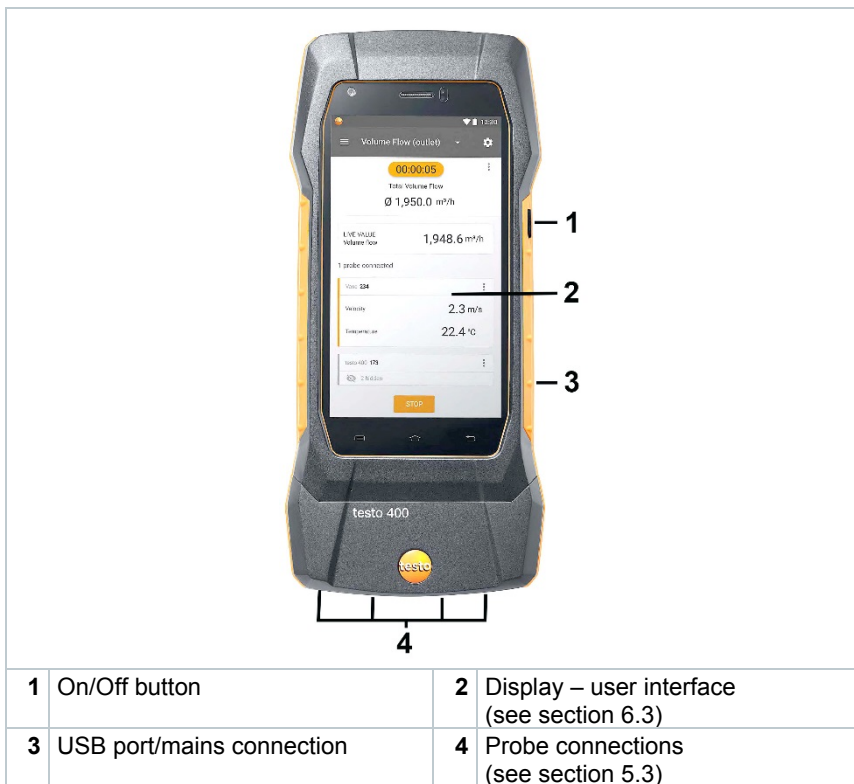 13:20
Volume Flow (outlet)
00:00:05
Total Volume Flow
Ø 1,950.0 m³/h
LIVE VALUE
Volume flow 1,948.6 m³/h
1 probe connected
234
Velocity 2.3 m/s
Temperature 22.4 °C
testo 400 173
STOP
testo 400
testo
1
2
3
4
1 On/Off button
2 Display – user interface
(see section 6.3)
3 USB port/mains connection
4 Probe connections
(see section 5.3)